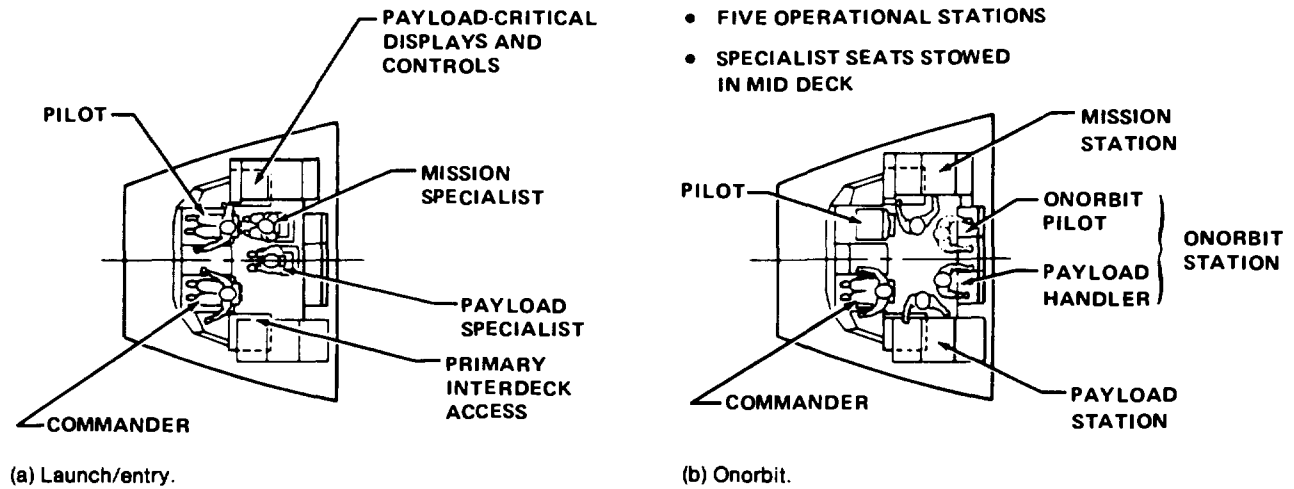 PAYLOAD-CRITICAL
DISPLAYS AND
CONTROLS
PILOT
MISSION
SPECIALIST
PAYLOAD
SPECIALIST
PRIMARY
INTERDECK
ACCESS
COMMANDER
(a) Launch/entry.
• FIVE OPERATIONAL STATIONS
• SPECIALIST SEATS STOWED
IN MID DECK
MISSION
STATION
PILOT
ONORBIT
PILOT
ONORBIT
STATION
PAYLOAD
HANDLER
COMMANDER
PAYLOAD
STATION
(b) Onorbit.